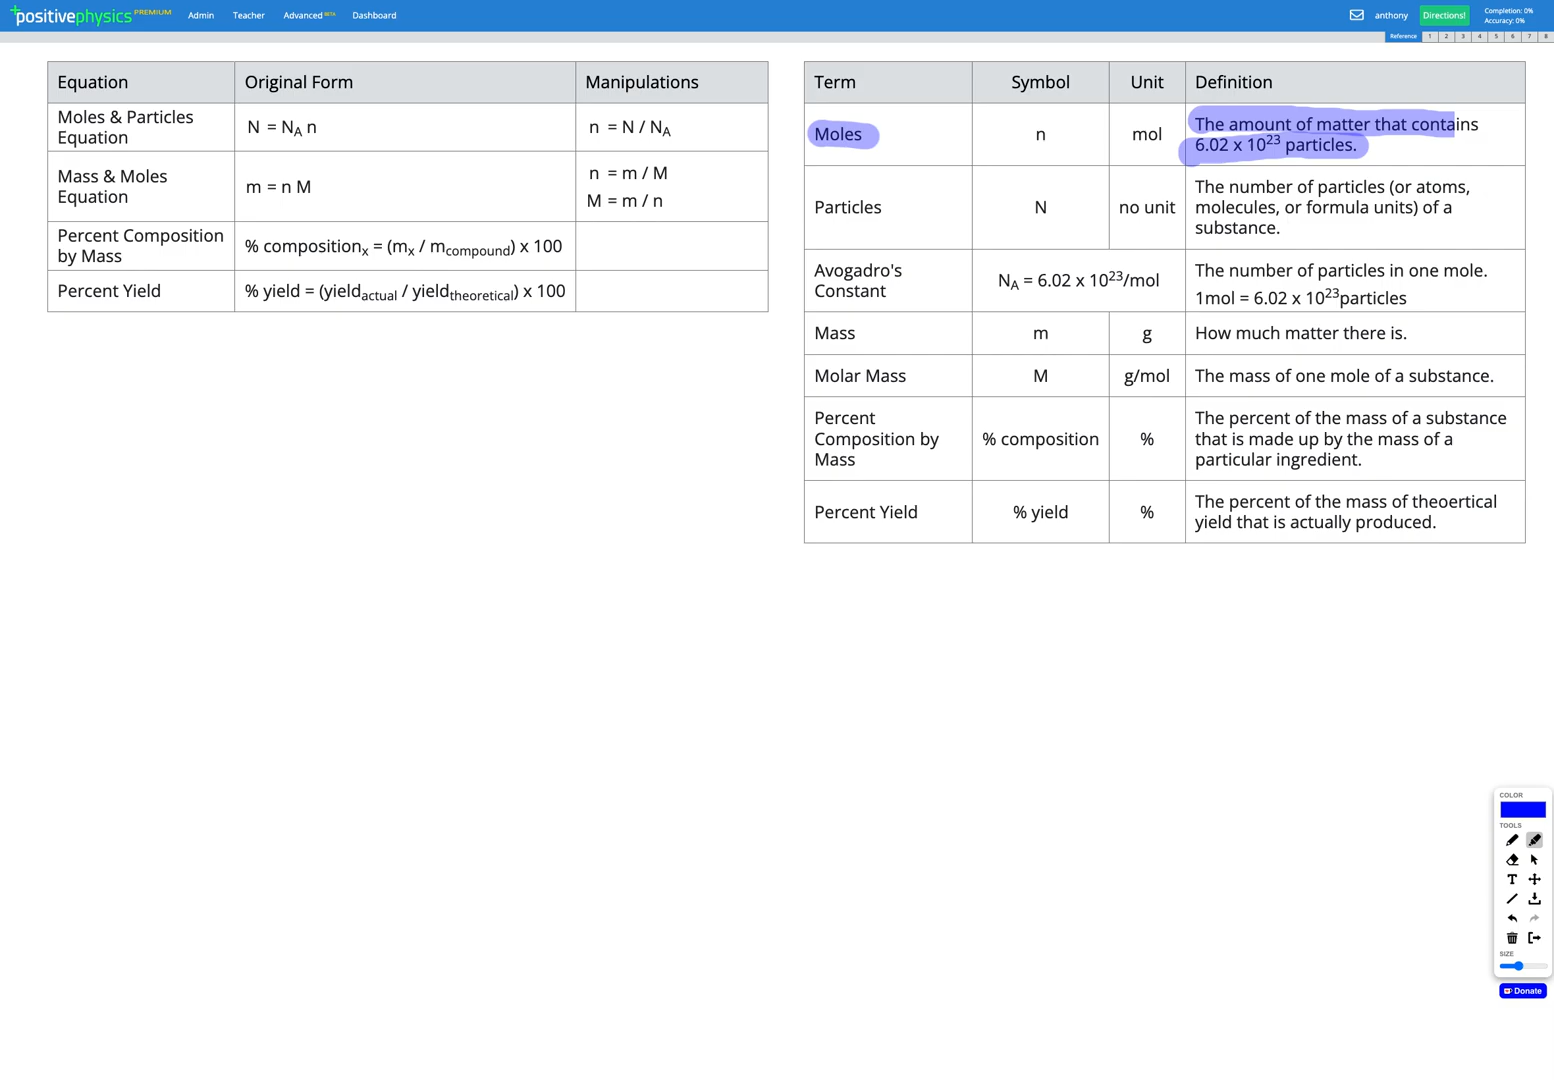 +positivephysics PREMIUM Admin Teacher Advanced BETA Dashboard anthony Directions! Completion: 0%
Accuracy: 0%
Reference 1 2 3 4 5 6 7 8
Equation Original Form Manipulations
Moles & Particles
Equation
N = NA n
n = N / NA
Mass & Moles
Equation
m = n M
n = m / M
M = m / n
Percent Composition
by Mass
% compositionx = (mx / mcompound) x 100
Percent Yield
% yield = (yieldactual / yieldtheoretical) x 100
Term Symbol Unit Definition
Moles
n
mol
The amount of matter that contains
6.02 x 10²³ particles.
Particles
N
no unit
The number of particles (or atoms,
molecules, or formula units) of a
substance.
Avogadro's
Constant
NA = 6.02 x 10²³/mol
The number of particles in one mole.
1mol = 6.02 x 10²³particles
Mass
m
g
How much matter there is.
Molar Mass
M
g/mol
The mass of one mole of a substance.
Percent
Composition by
Mass
% composition
%
The percent of the mass of a substance
that is made up by the mass of a
particular ingredient.
Percent Yield
% yield
%
The percent of the mass of theoertical
yield that is actually produced.
COLOR
TOOLS
T
SIZE
Donate